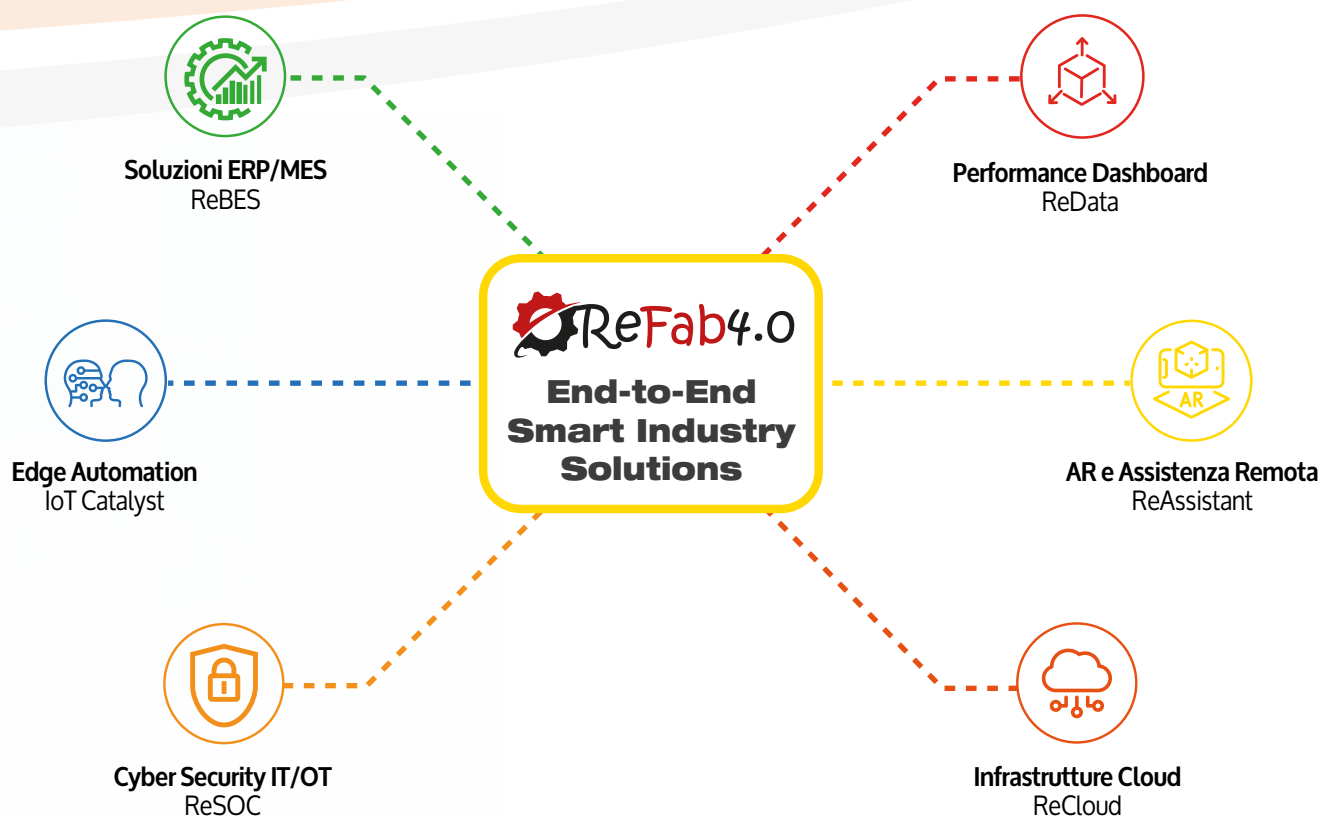 Soluzioni ERP/MES
ReBES
Performance Dashboard
ReData
ReFab4.0
End-to-End
Smart Industry
Solutions
Edge Automation
IoT Catalyst
AR
AR e Assistenza Remota
ReAssistant
Cyber Security IT/OT
ReSOC
Infrastrutture Cloud
ReCloud